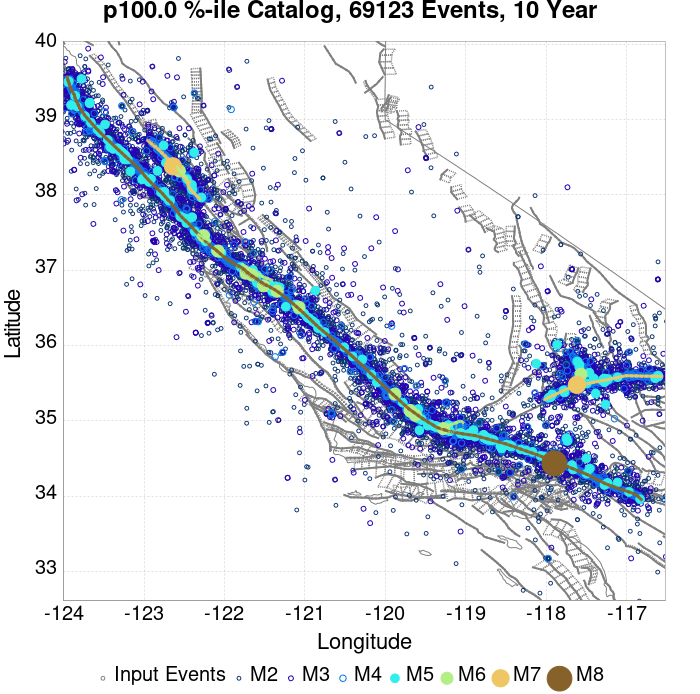 p100.0 %-ile Catalog, 69123 Events, 10 Year
40
39
38
37
36
35
34
33
Latitude
-124 -123 -122 -121 -120 -119 -118 -117
Longitude
Input Events M2 M3 M4 M5 M6 M7 M8